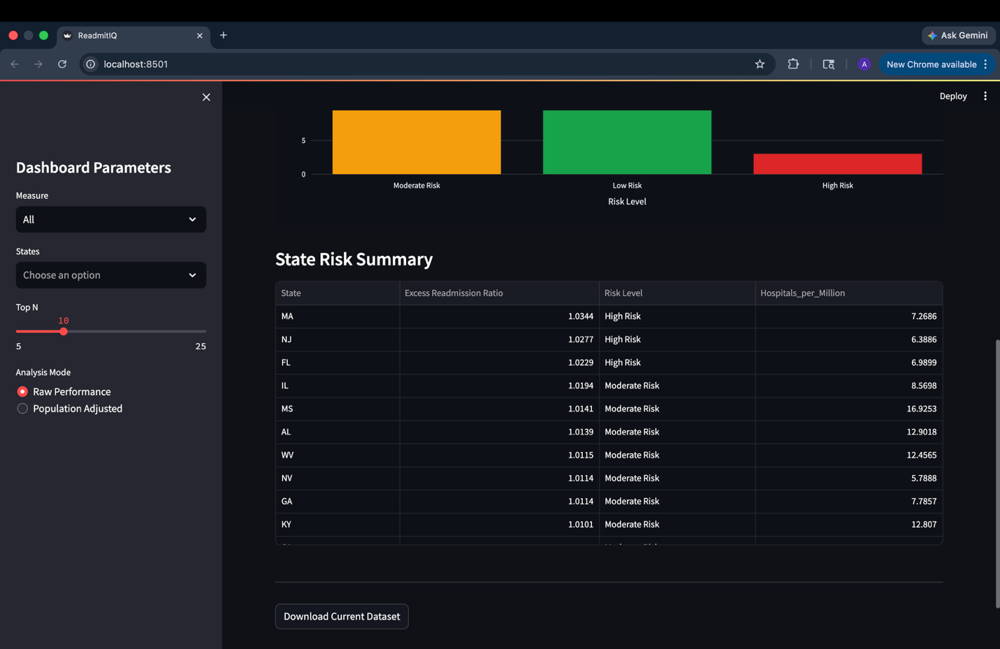 ReadmitIQ
Ask Gemini
localhost:8501
A
New Chrome available
Deploy
Dashboard Parameters
Measure
All
States
Choose an option
Top N
10
5 25
Analysis Mode
Raw Performance
Population Adjusted
5
0
Moderate Risk Low Risk High Risk
Risk Level
State Risk Summary
State Excess Readmission Ratio Risk Level Hospitals_per_Million
MA 1.0344 High Risk 7.2686
NJ 1.0277 High Risk 6.3886
FL 1.0229 High Risk 6.9899
IL 1.0194 Moderate Risk 8.5698
MS 1.0141 Moderate Risk 16.9253
AL 1.0139 Moderate Risk 12.9018
WV 1.0115 Moderate Risk 12.4565
NV 1.0114 Moderate Risk 5.7888
GA 1.0114 Moderate Risk 7.7857
KY 1.0101 Moderate Risk 12.807
Download Current Dataset